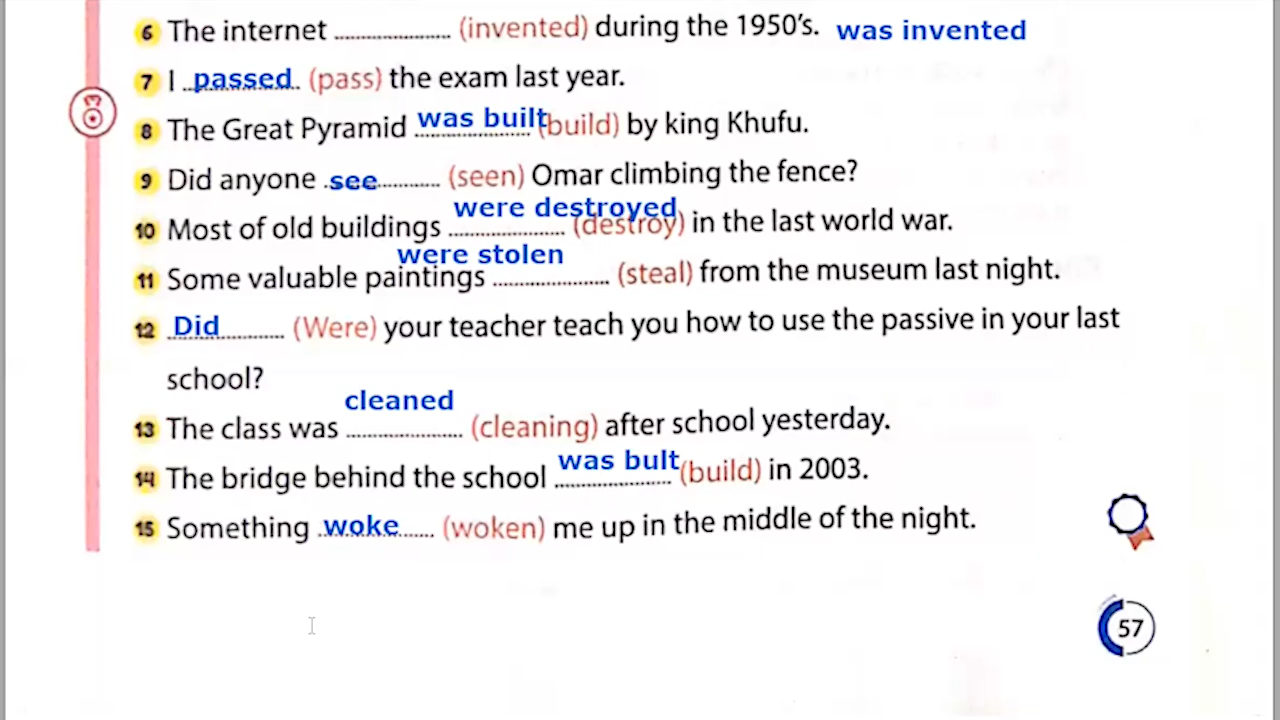 6 The internet ..................... (invented) during the 1950's. was invented
7 I ..passed.. (pass) the exam last year.
8 The Great Pyramid was built (build) by king Khufu.
9 Did anyone .see............ (seen) Omar climbing the fence?
10 Most of old buildings were destroyed (destroy) in the last world war.
11 Some valuable paintings were stolen (steal) from the museum last night.
12 Did............ (Were) your teacher teach you how to use the passive in your last
school?
13 The class was cleaned (cleaning) after school yesterday.
14 The bridge behind the school was bult (build) in 2003.
15 Something .woke...... (woken) me up in the middle of the night.
57